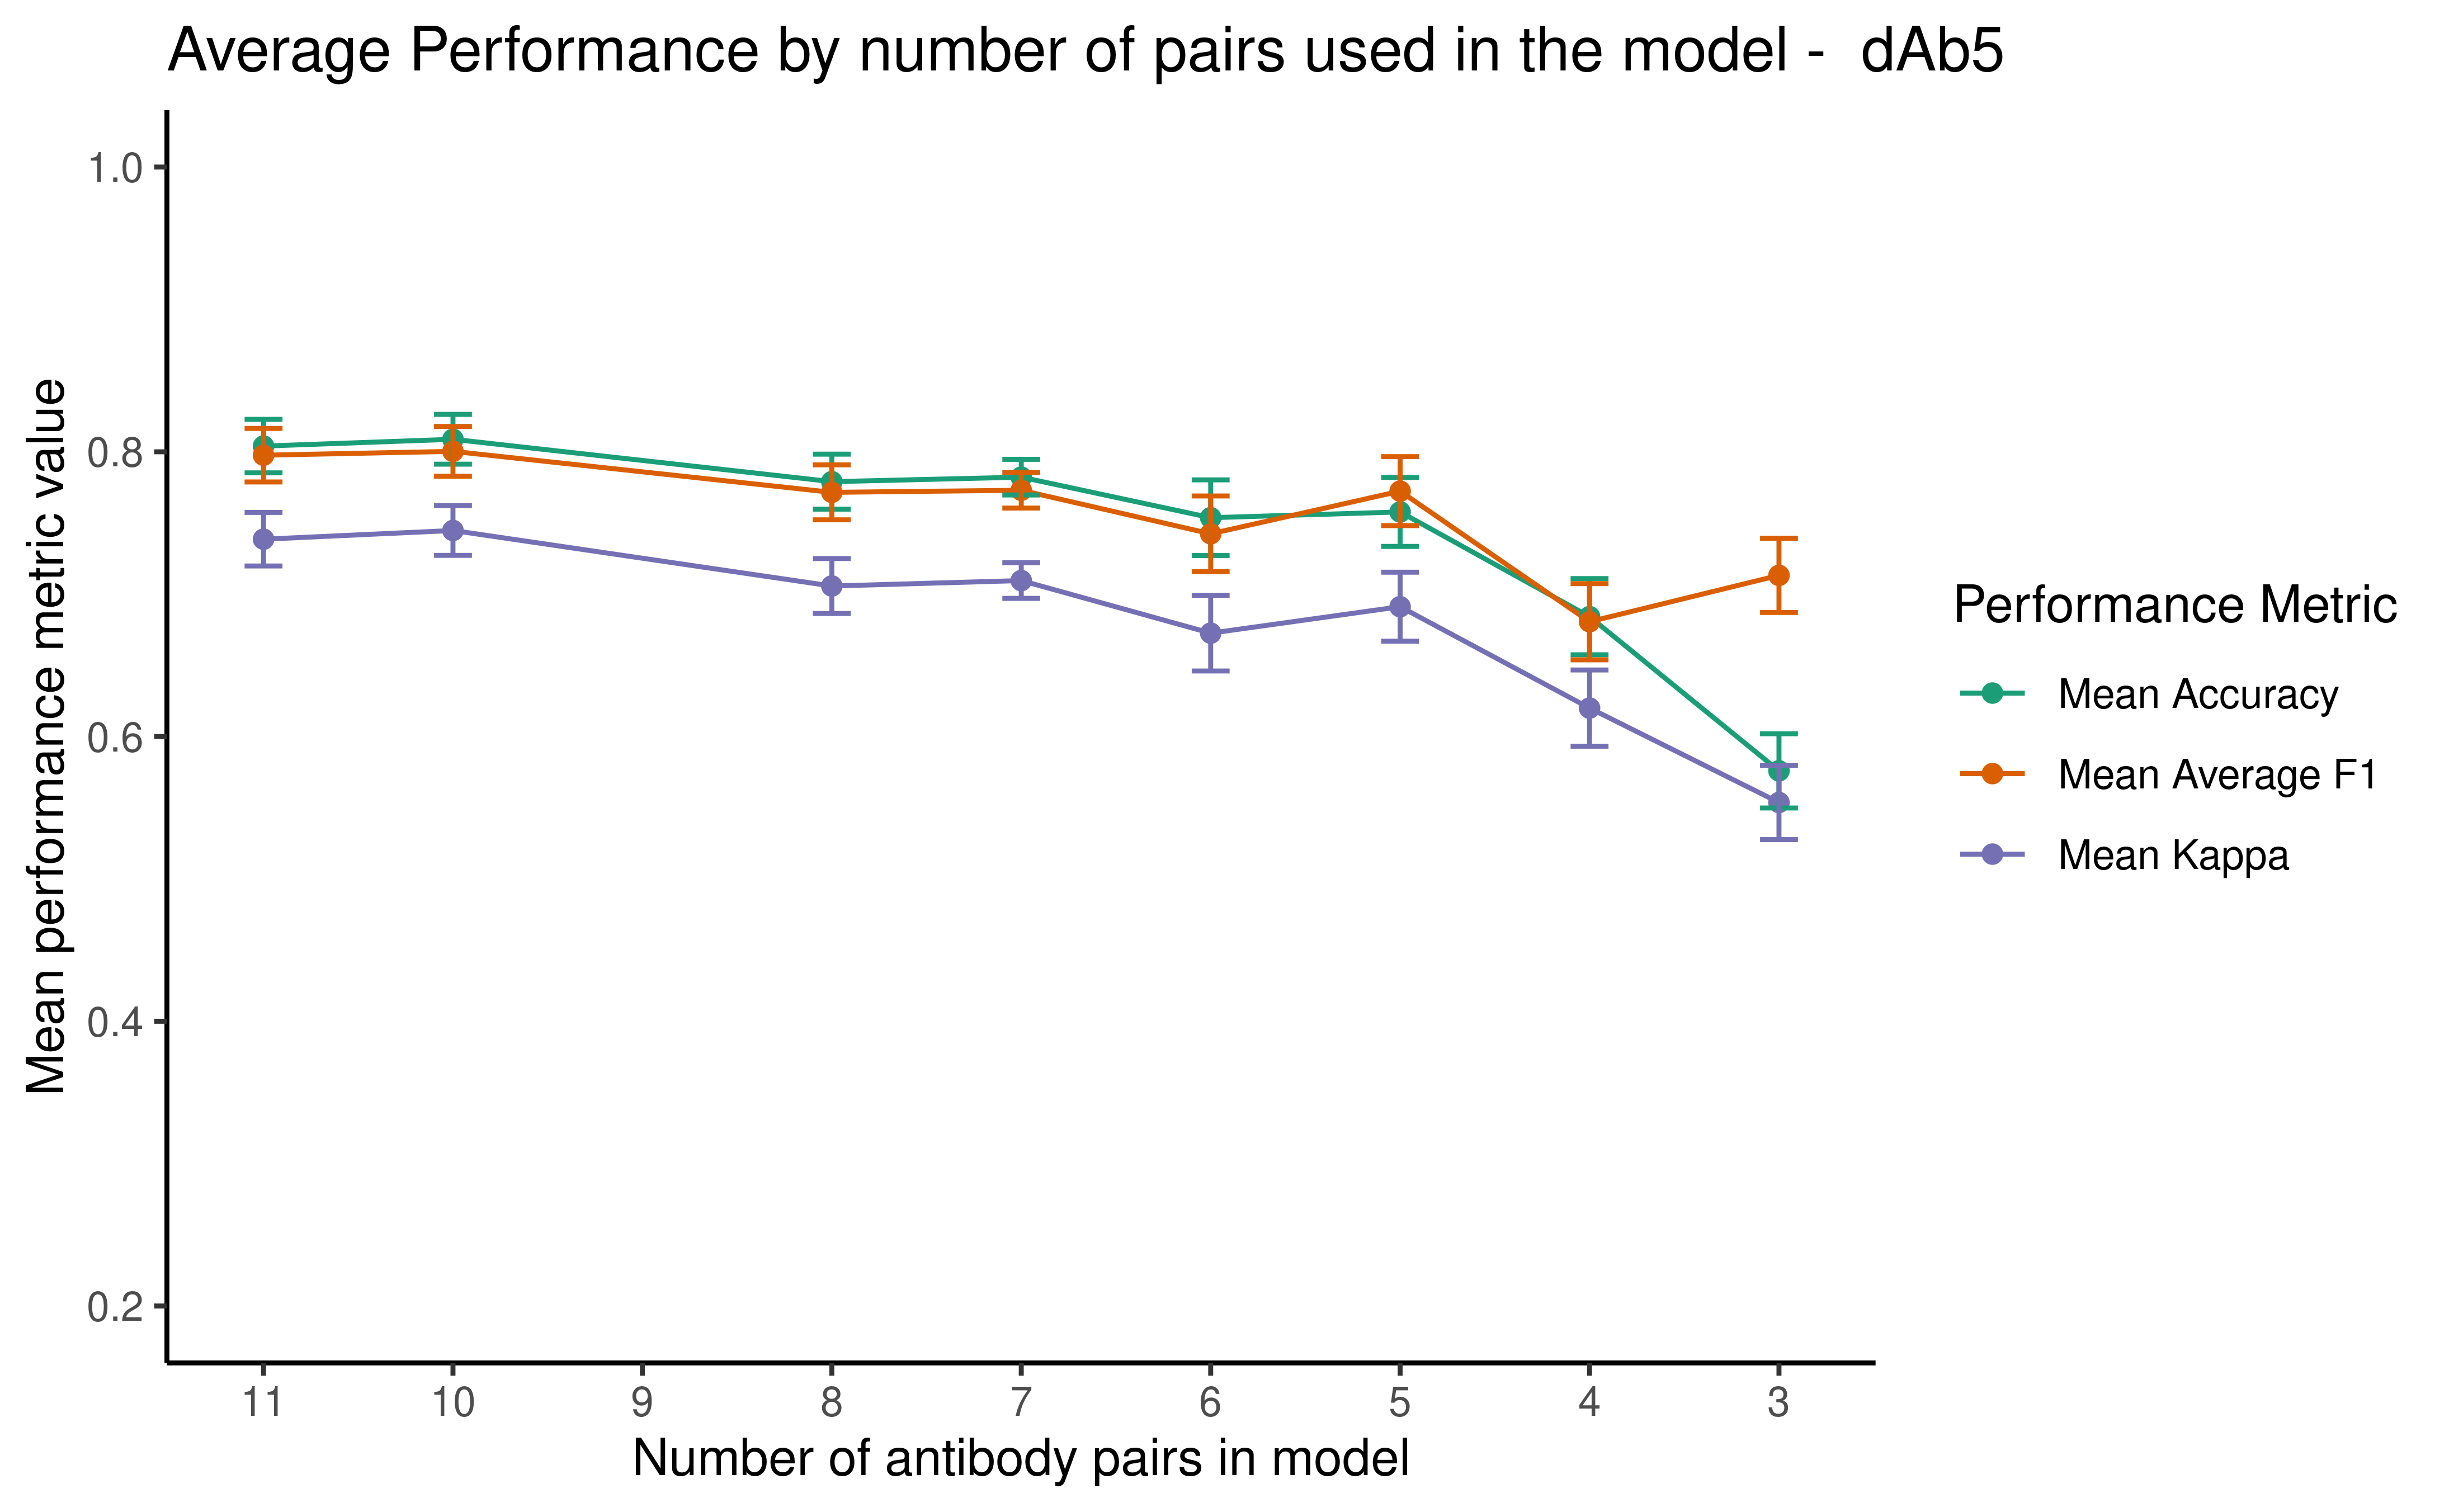 Average Performance by number of pairs used in the model -  dAb5
Mean performance metric value
1.0
0.8
0.6
0.4
0.2
11 10 9 8 7 6 5 4 3
Number of antibody pairs in model
Performance Metric
Mean Accuracy
Mean Average F1
Mean Kappa